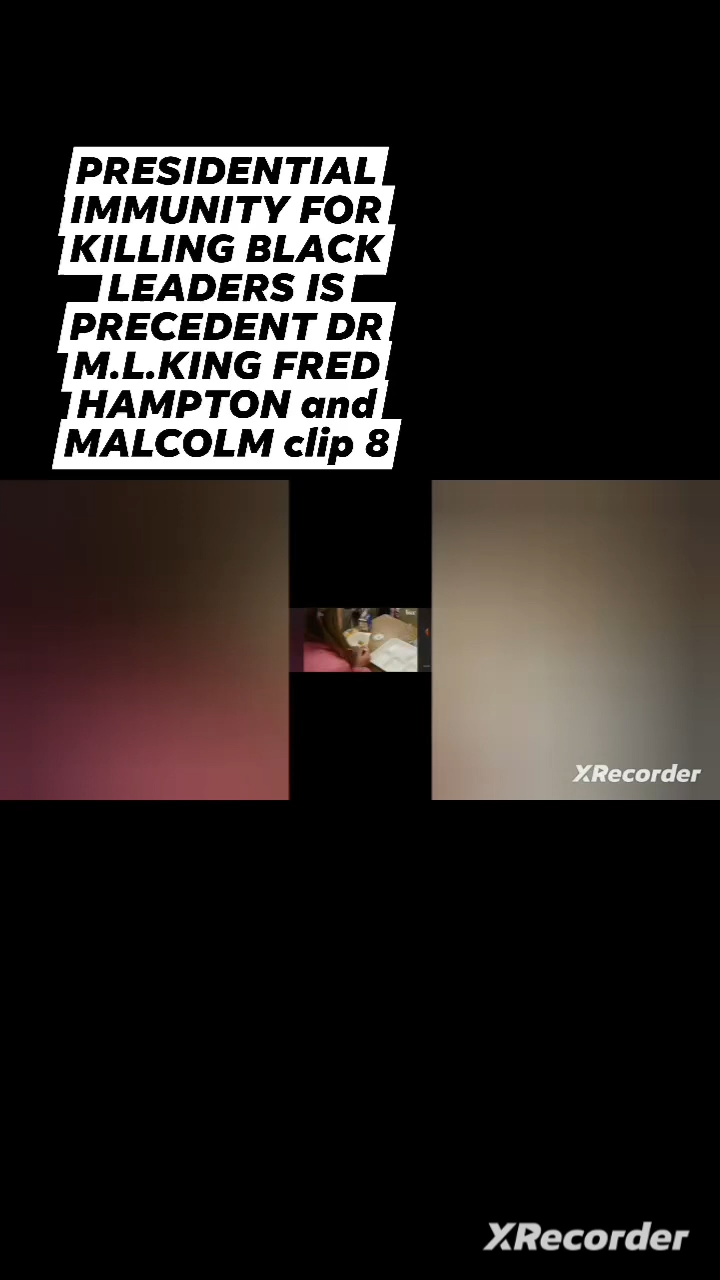 PRESIDENTIAL
IMMUNITY FOR
KILLING BLACK
LEADERS IS
PRECEDENT DR
M.L.KING FRED
HAMPTON and
MALCOLM clip 8
XRecorder
XRecorder